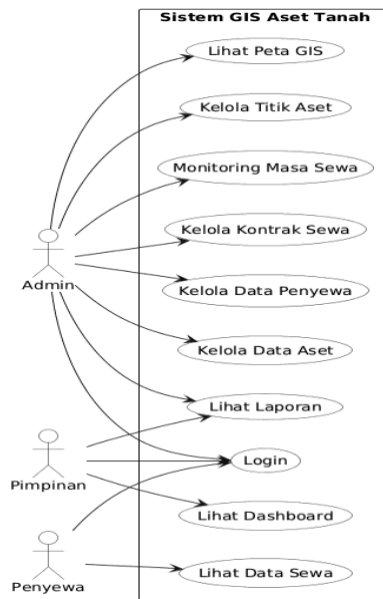 Sistem GIS Aset Tanah
Lihat Peta GIS
Kelola Titik Aset
Monitoring Masa Sewa
Kelola Kontrak Sewa
Admin
Kelola Data Penyewa
Kelola Data Aset
Lihat Laporan
Login
Pimpinan
Lihat Dashboard
Lihat Data Sewa
Penyewa